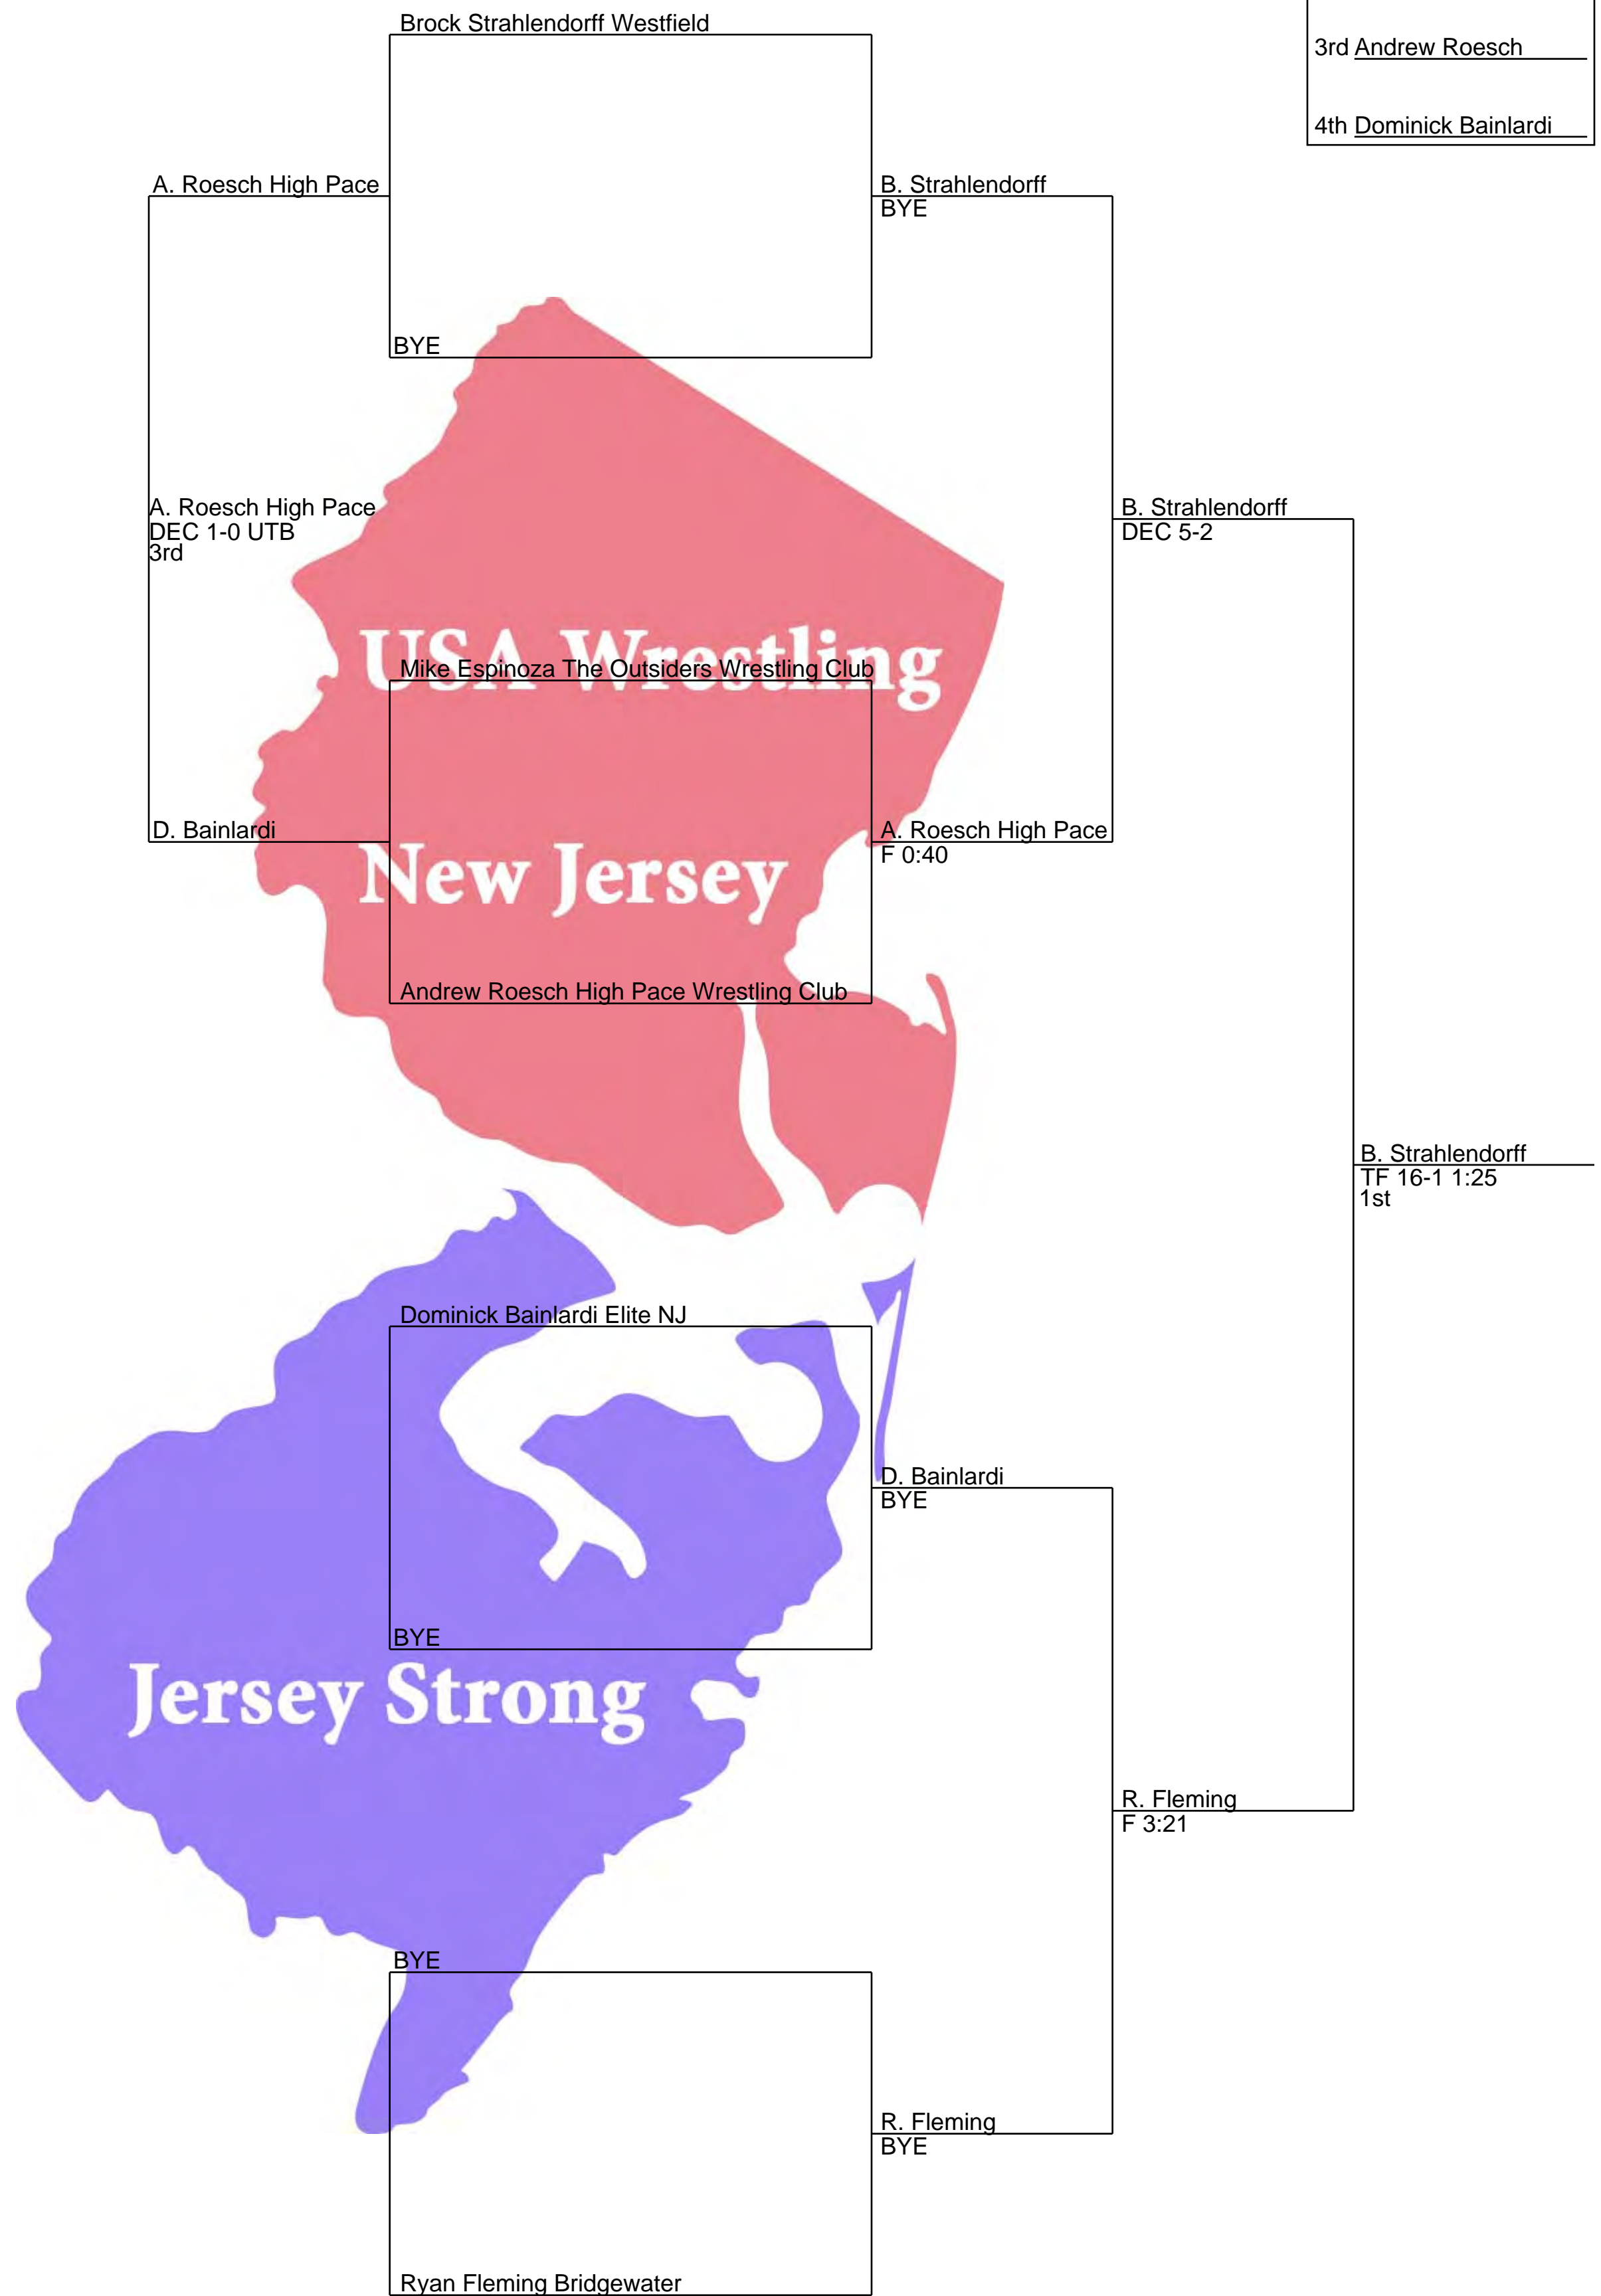 Brock Strahlendorff Westfield
3rd Andrew Roesch
4th Dominick Bainlardi
A. Roesch High Pace
B. Strahlendorff
BYE
BYE
A. Roesch High Pace
DEC 1-0 UTB
3rd
B. Strahlendorff
DEC 5-2
USA Wrestling
Mike Espinoza The Outsiders Wrestling Club
D. Bainlardi
A. Roesch High Pace
F 0:40
New Jersey
Andrew Roesch High Pace Wrestling Club
B. Strahlendorff
TF 16-1 1:25
1st
Dominick Bainlardi Elite NJ
D. Bainlardi
BYE
BYE
Jersey Strong
R. Fleming
F 3:21
BYE
R. Fleming
BYE
Ryan Fleming Bridgewater